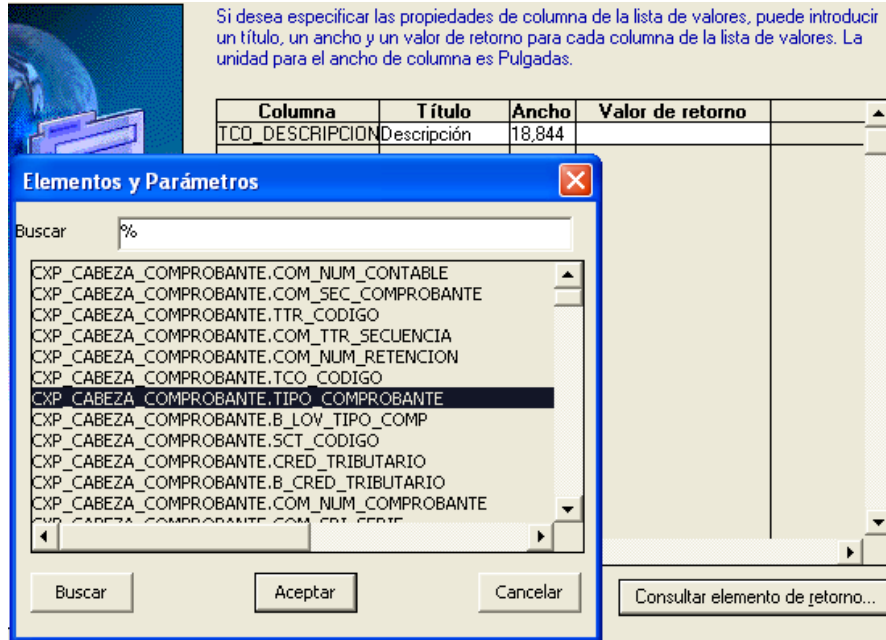 Si desea especificar las propiedades de columna de la lista de valores, puede introducir
un título, un ancho y un valor de retorno para cada columna de la lista de valores. La
unidad para el ancho de columna es Pulgadas.
Columna Título Ancho Valor de retorno
TCO_DESCRIPCION Descripción 18,844
Elementos y Parámetros
Buscar %
CXP_CABEZA_COMPROBANTE.COM_NUM_CONTABLE
CXP_CABEZA_COMPROBANTE.COM_SEC_COMPROBANTE
CXP_CABEZA_COMPROBANTE.TTR_CODIGO
CXP_CABEZA_COMPROBANTE.COM_TTR_SECUENCIA
CXP_CABEZA_COMPROBANTE.COM_NUM_RETENCION
CXP_CABEZA_COMPROBANTE.TCO_CODIGO
CXP_CABEZA_COMPROBANTE.TIPO_COMPROBANTE
CXP_CABEZA_COMPROBANTE.B_LOV_TIPO_COMP
CXP_CABEZA_COMPROBANTE.SCT_CODIGO
CXP_CABEZA_COMPROBANTE.CRED_TRIBUTARIO
CXP_CABEZA_COMPROBANTE.B_CRED_TRIBUTARIO
CXP_CABEZA_COMPROBANTE.COM_NUM_COMPROBANTE
Buscar Aceptar Cancelar
Consultar elemento de retorno...